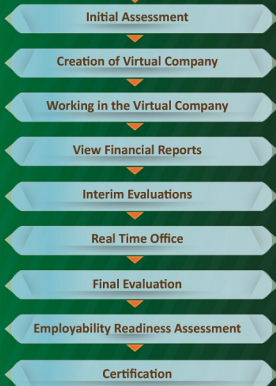 Initial Assessment
Creation of Virtual Company
Working in the Virtual Company
View Financial Reports
Interim Evaluations
Real Time Office
Final Evaluation
Employability Readiness Assessment
Certification